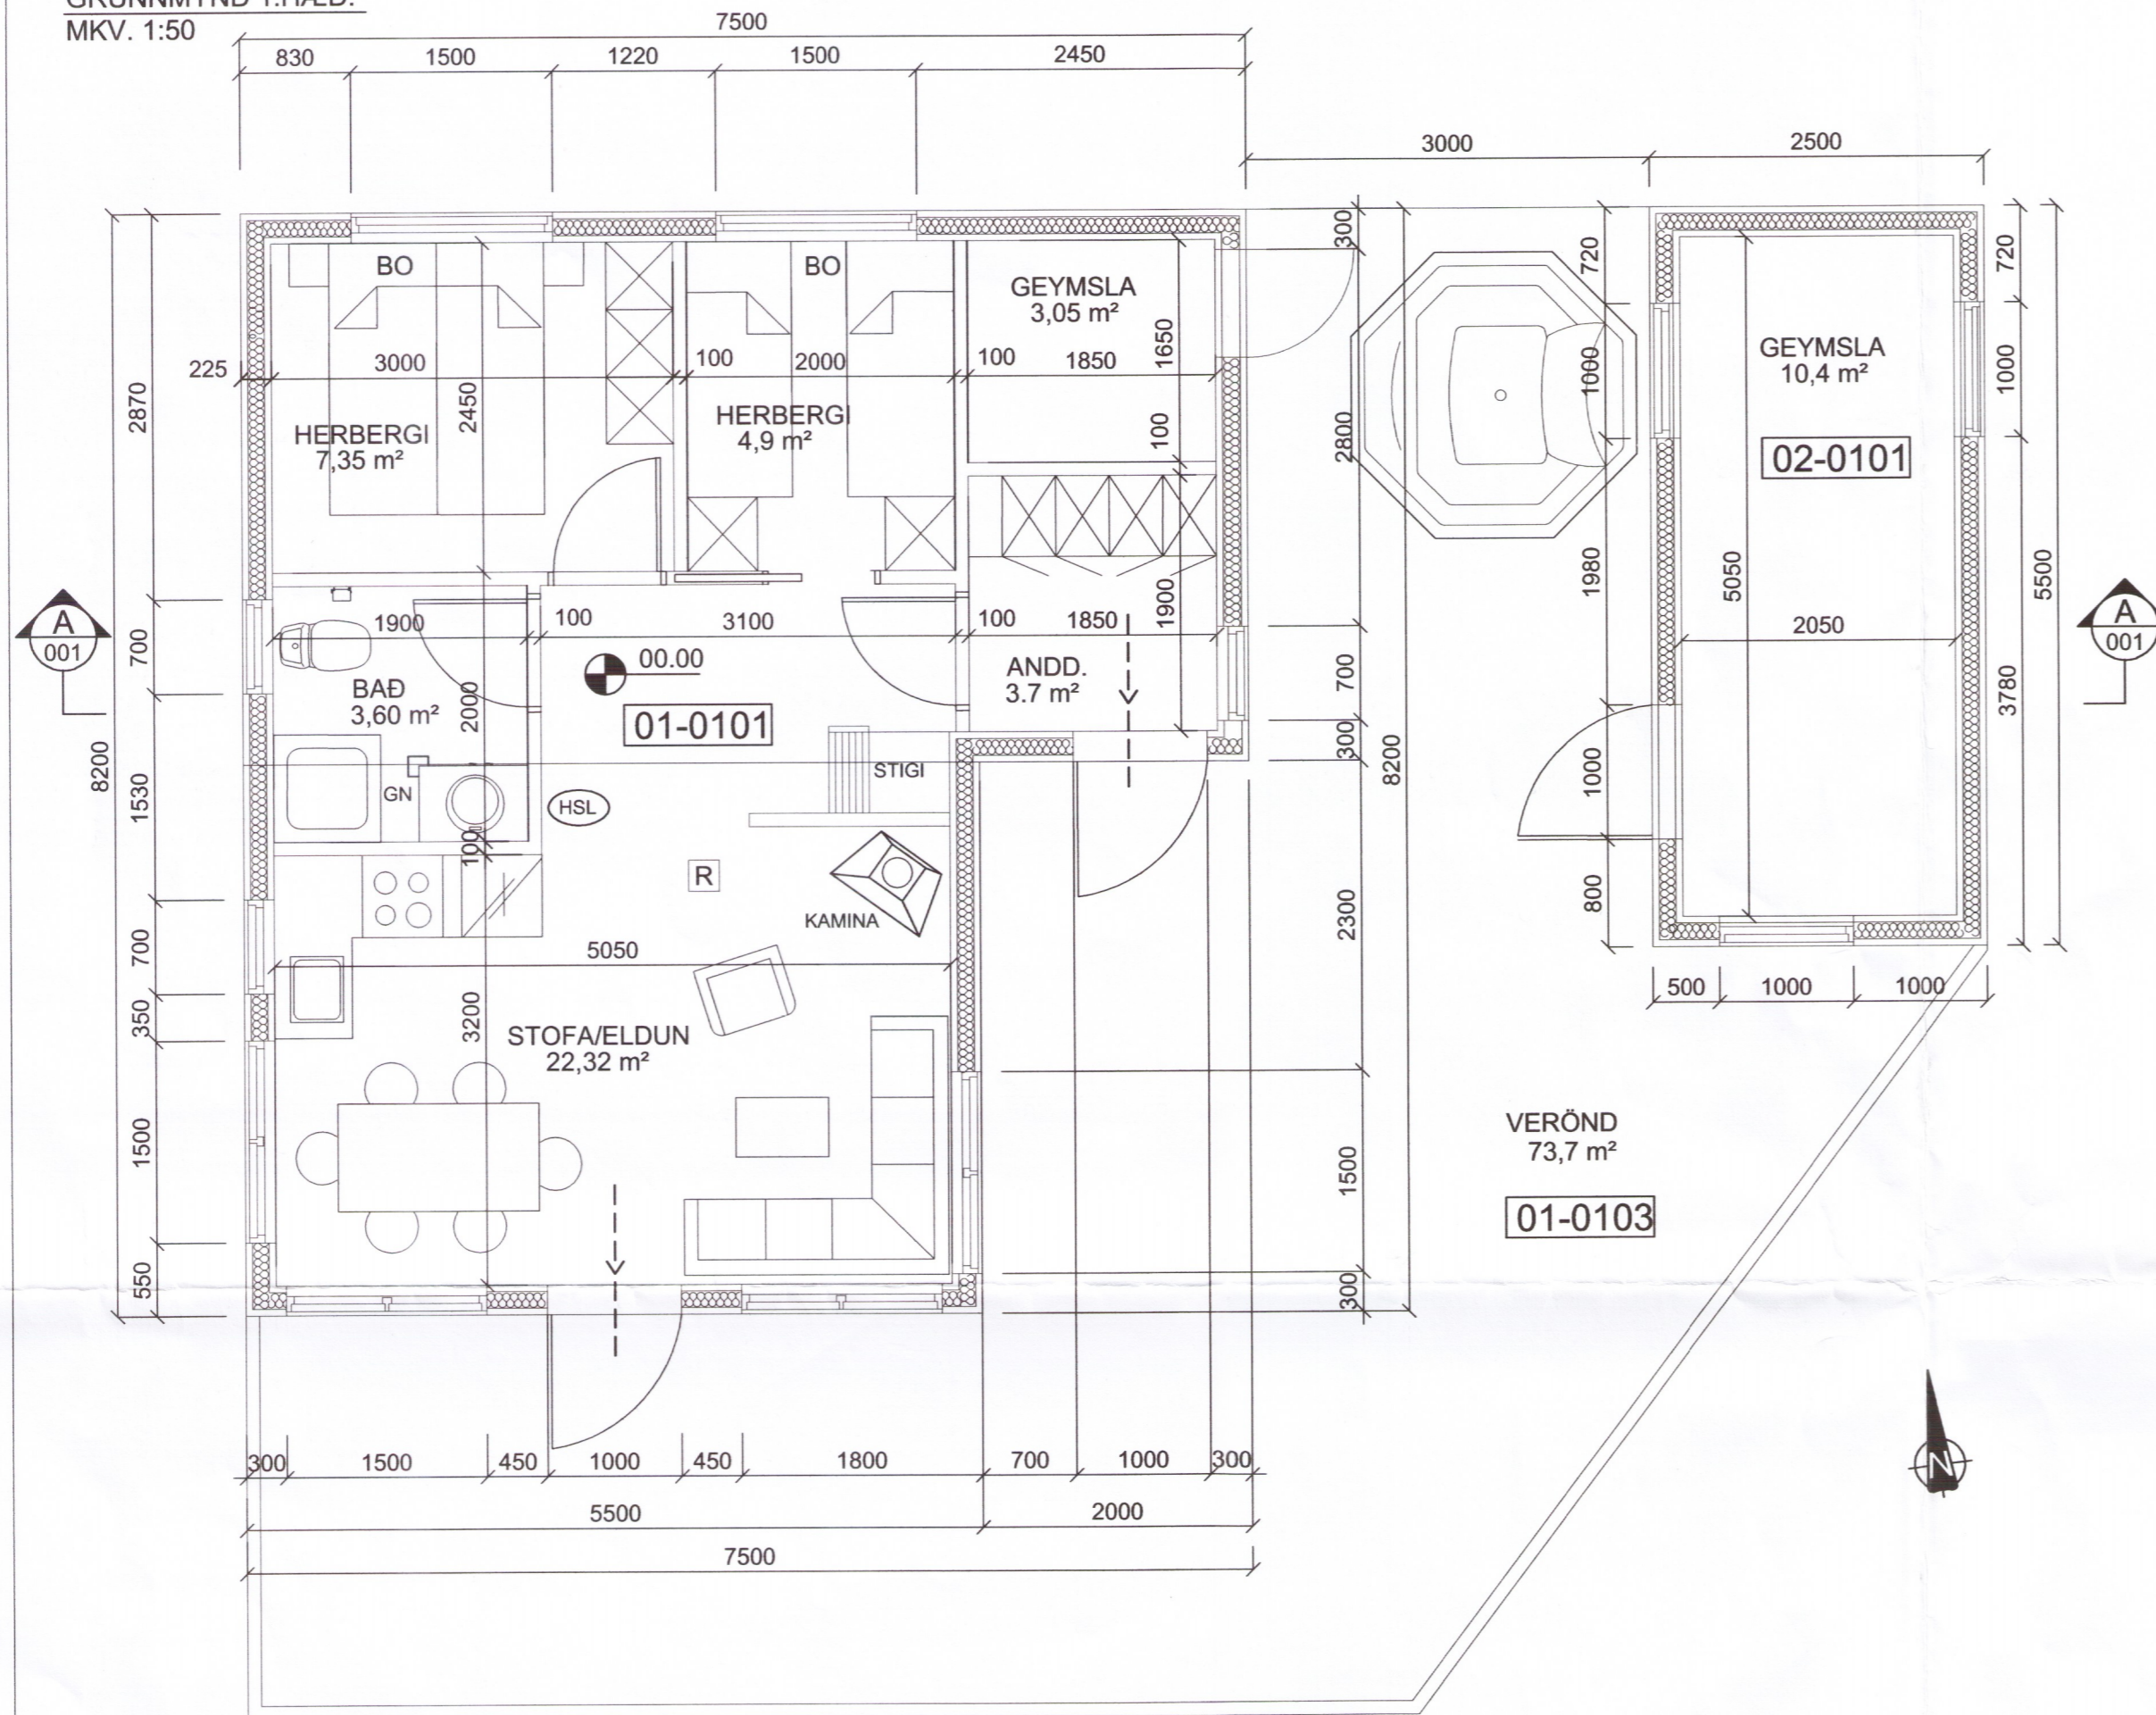 GRUNNMYND 1.HÆÐ.
MKV. 1:50
7500
830 1500 1220 1500 2450
3000 2500
BO
BO
GEYMSLA
3,05 m²
300
720
720
225 3000 100 2000 100 1850
1650
2450
HERBERGI
7,35 m²
HERBERGI
4,9 m²
100
2870
2800
1000
GEYMSLA
10,4 m²
1000
02-0101
A
001
1900 100 3100 100 1850
1900
00.00
BAÐ
3,60 m²
2000
01-0101
ANDD.
3.7 m²
700
700
300
1980
5050
2050
5500
3780
A
001
8200
8200
1530
STIGI
GN
HSL
100
R
KAMINA
1000
800
2300
700
350
5050
500 1000 1000
3200
STOFA/ELDUN
22,32 m²
VERÖND
73,7 m²
01-0103
1500
1500
550
300
N
300 1500 450 1000 450 1800 700 1000 300
5500 2000
7500